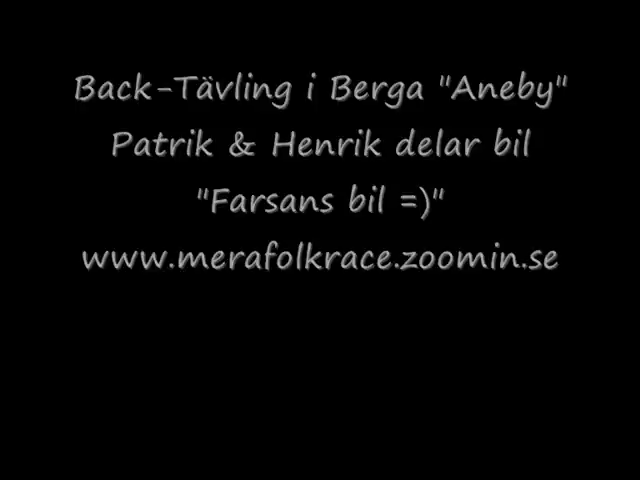 Back-Tävling i Berga "Aneby"
Patrik & Henrik delar bil
"Farsans bil =)"
www.merafolkrace.zoomin.se